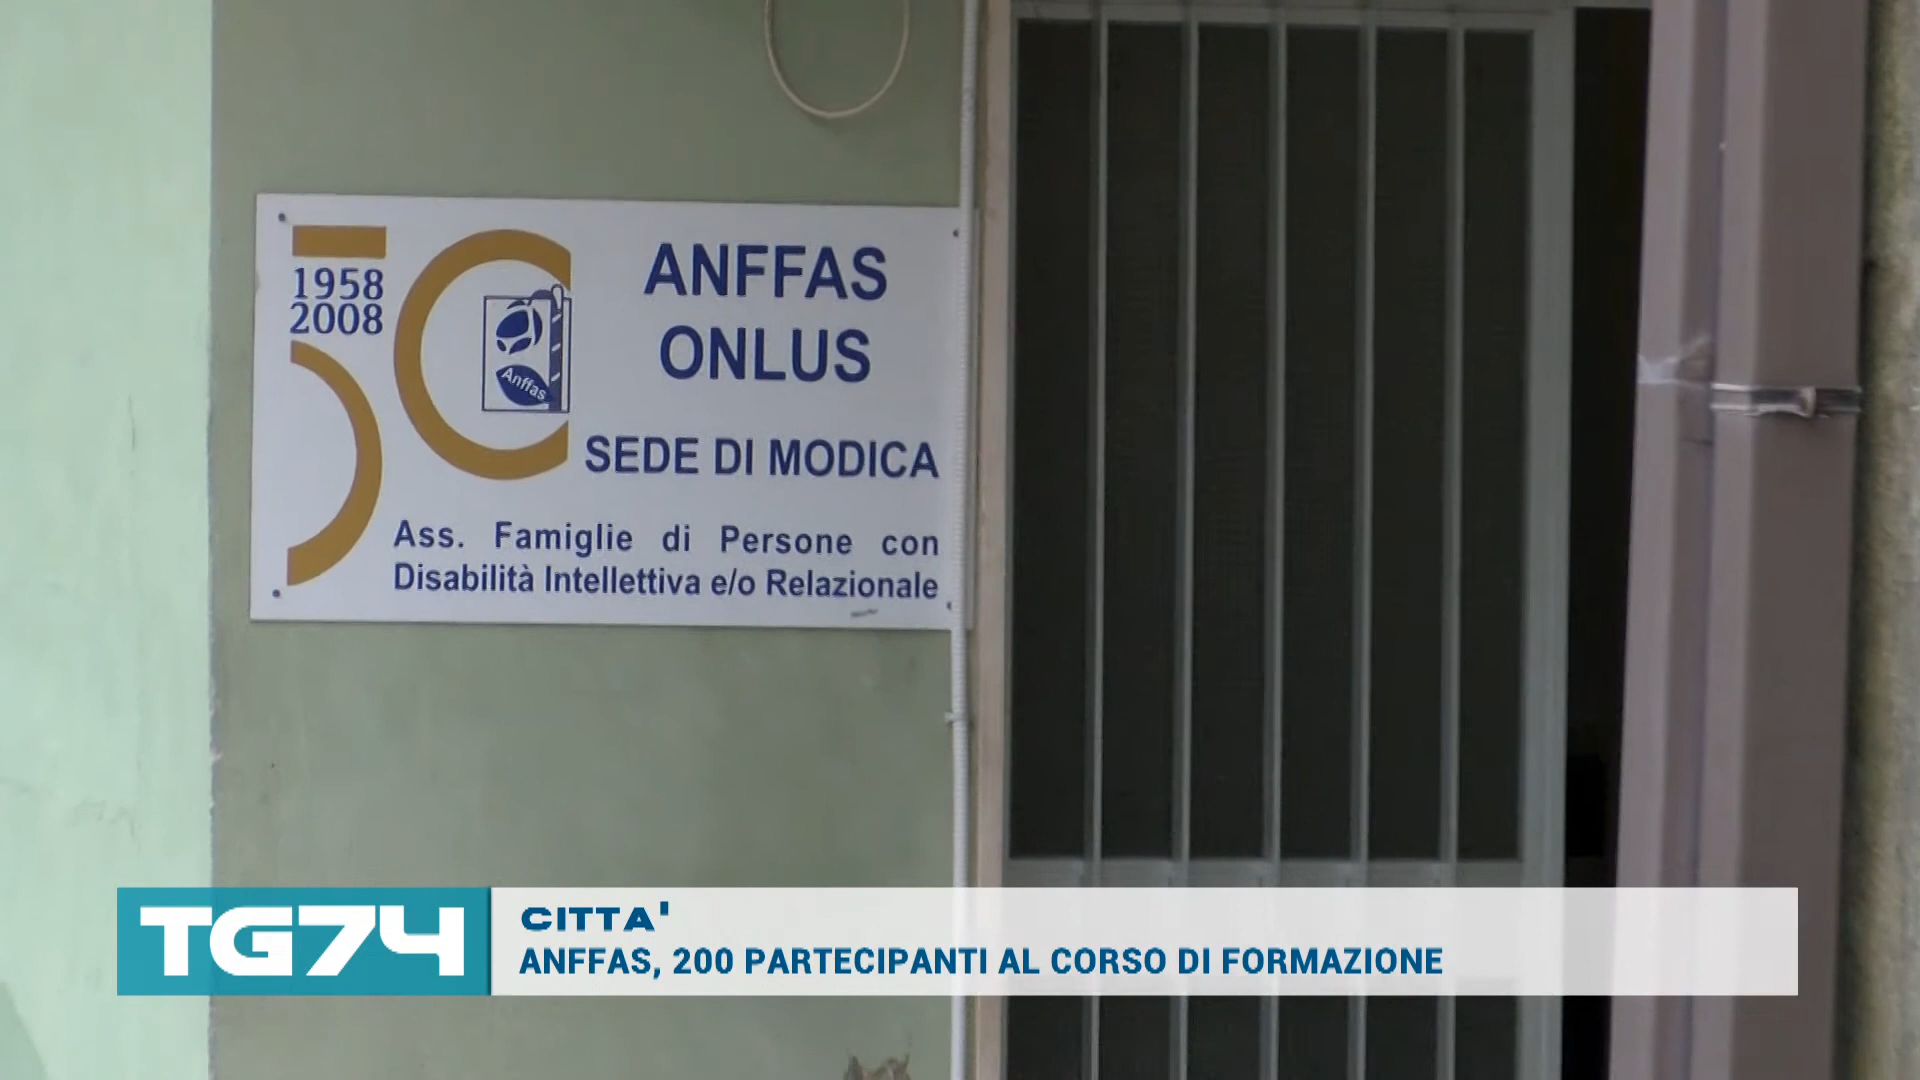 50
1958
2008
Anffas
ANFFAS
ONLUS
SEDE DI MODICA
Ass. Famiglie di Persone con
Disabilità Intellettiva e/o Relazionale
TG74
CITTA'
ANFFAS, 200 PARTECIPANTI AL CORSO DI FORMAZIONE